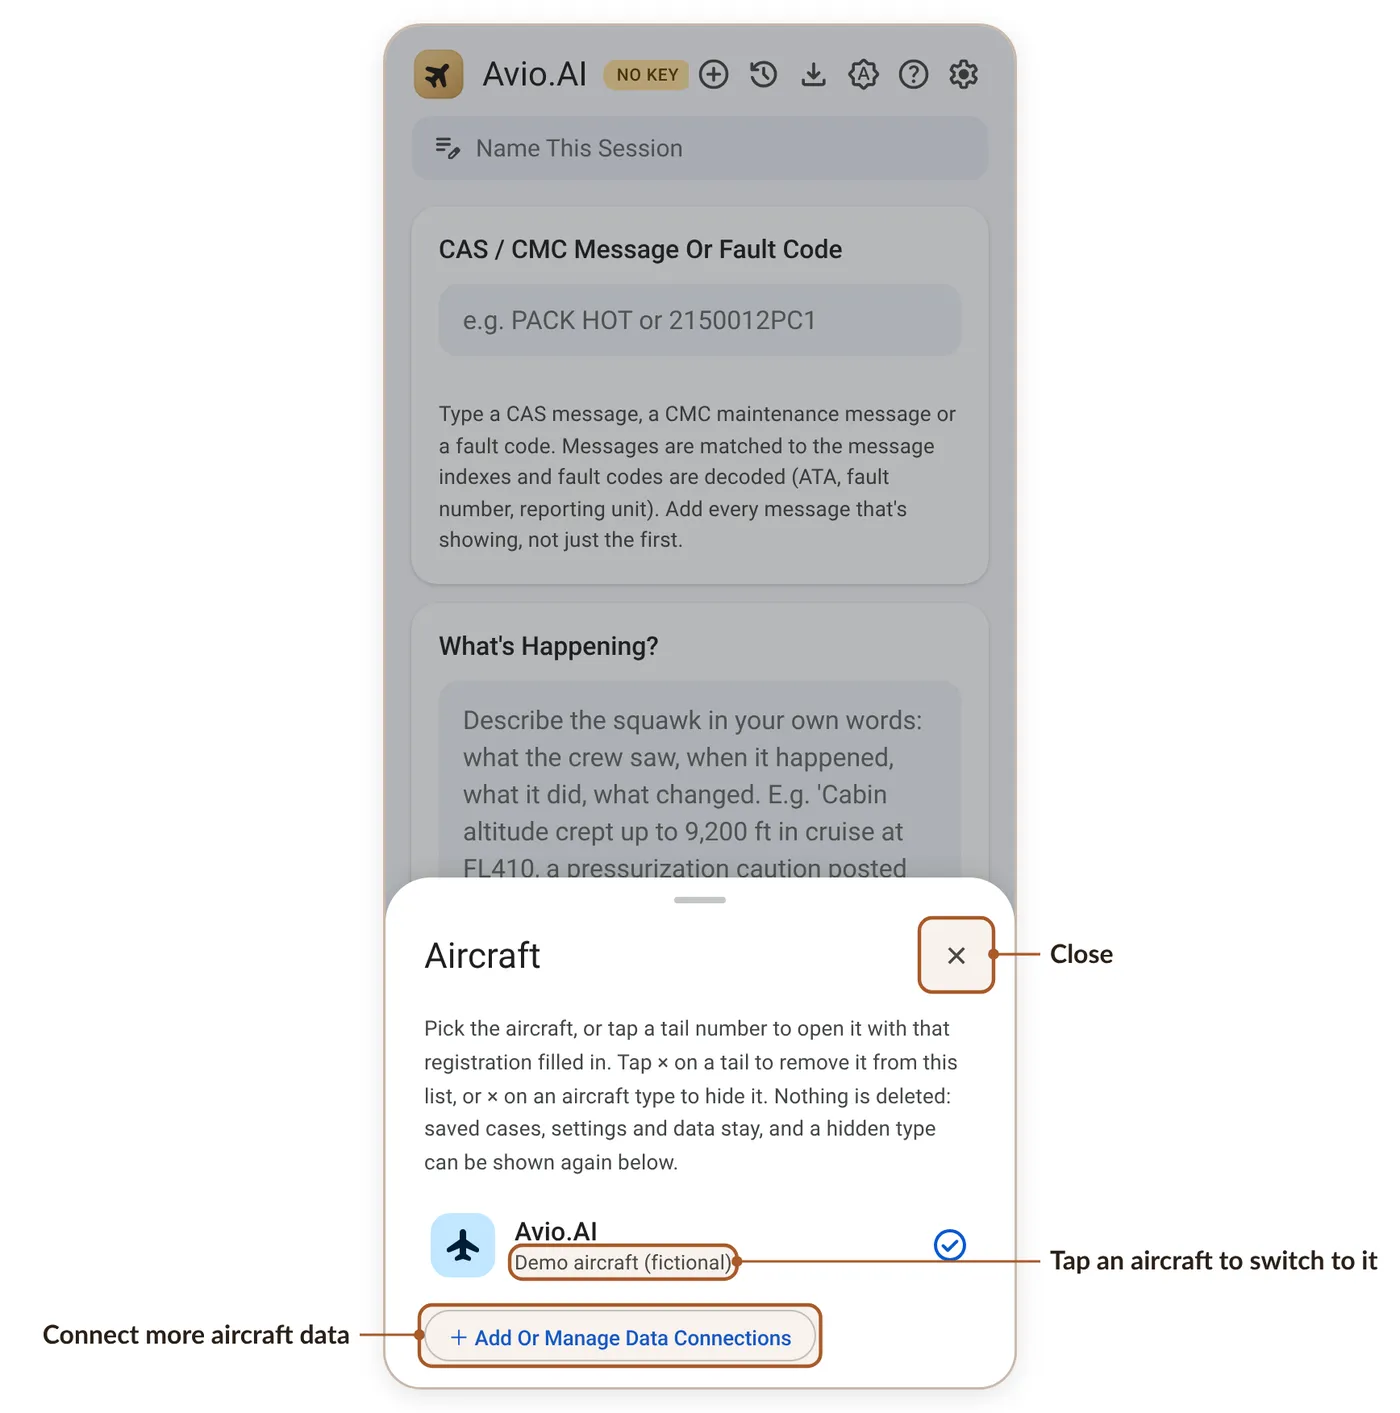 Avio.AI NO KEY
Name This Session
CAS / CMC Message Or Fault Code
e.g. PACK HOT or 2150012PC1
Type a CAS message, a CMC maintenance message or
a fault code. Messages are matched to the message
indexes and fault codes are decoded (ATA, fault
number, reporting unit). Add every message that's
showing, not just the first.
What's Happening?
Describe the squawk in your own words:
what the crew saw, when it happened,
what it did, what changed. E.g. 'Cabin
altitude crept up to 9,200 ft in cruise at
FL410, a pressurization caution posted
Aircraft
Close
Pick the aircraft, or tap a tail number to open it with that
registration filled in. Tap × on a tail to remove it from this
list, or × on an aircraft type to hide it. Nothing is deleted:
saved cases, settings and data stay, and a hidden type
can be shown again below.
Avio.AI
Demo aircraft (fictional)
Tap an aircraft to switch to it
Connect more aircraft data
+ Add Or Manage Data Connections